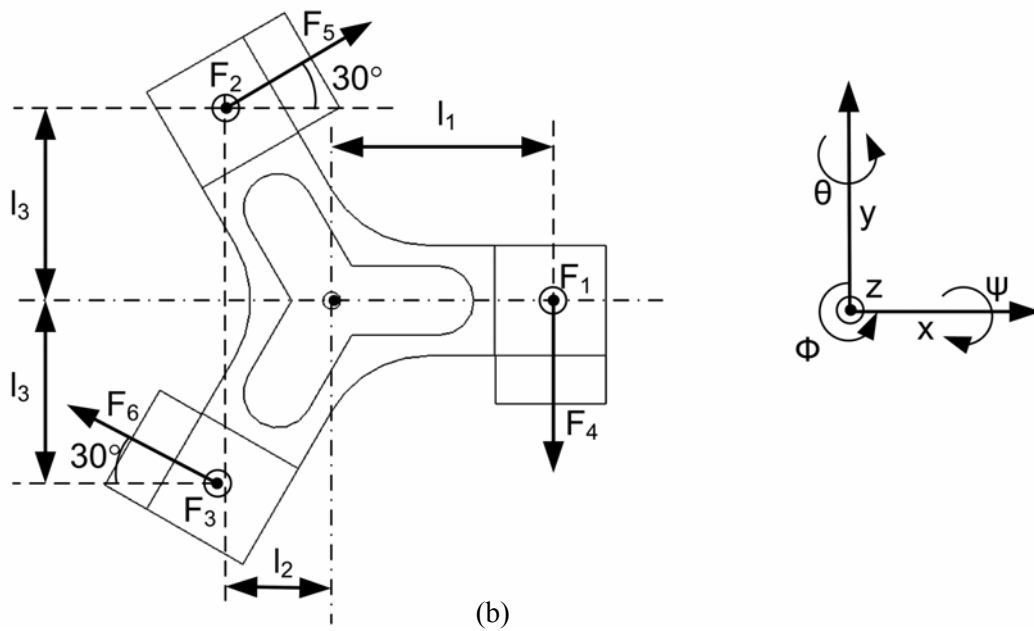 F₅
30°
F₂
l₁
l₃
θ
y
F₁
z
Ψ
x
Φ
l₃
F₆
30°
F₄
F₃
l₂
(b)